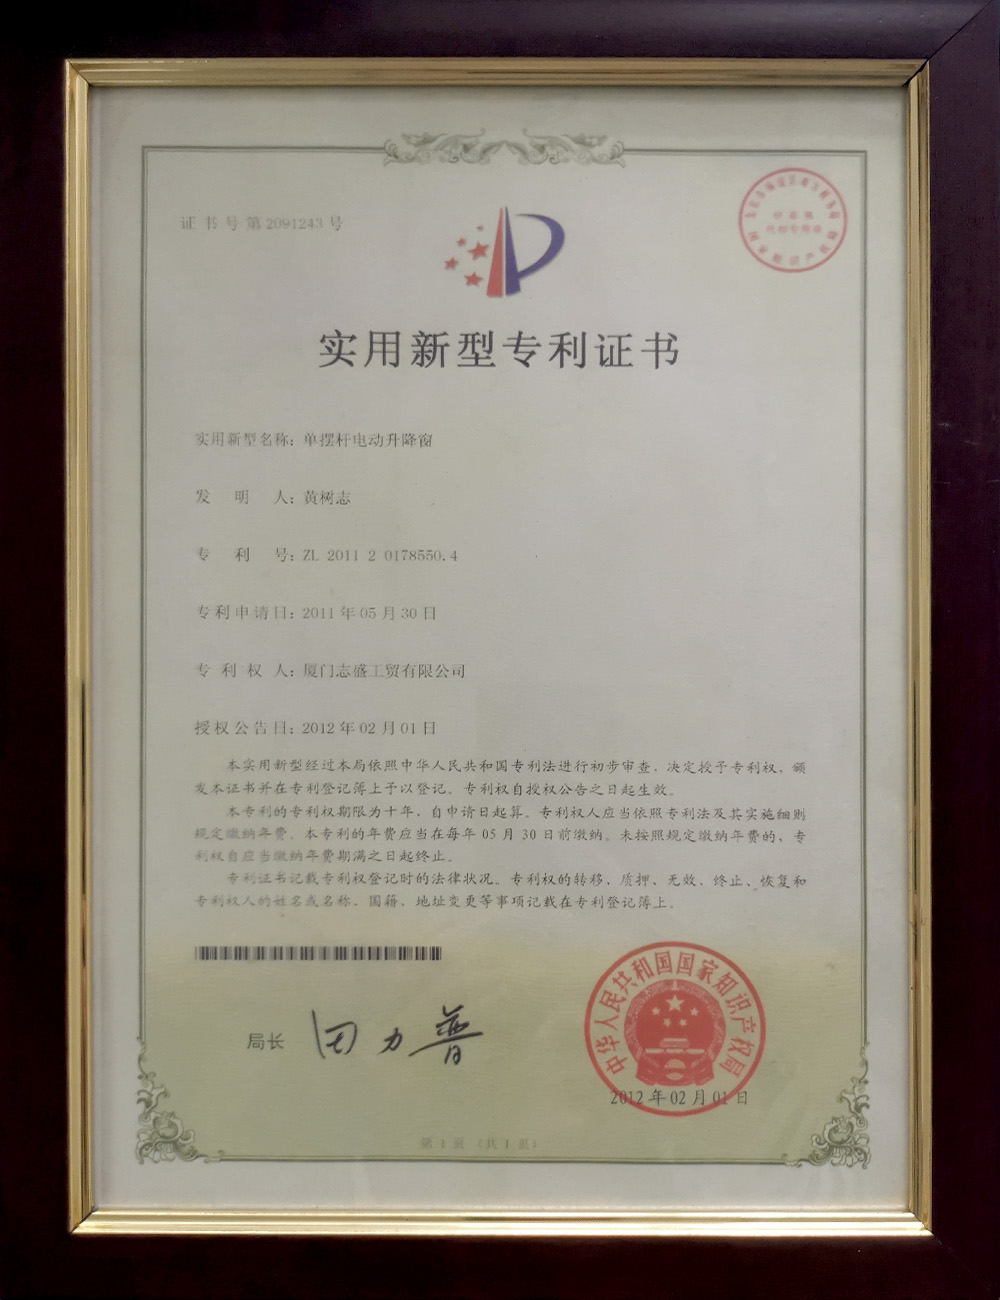 证书号第2091243号
实用新型专利证书
实用新型名称：单摆杆电动升降窗
发明人：黄树志
专利号：ZL 2011 2 0178550.4
专利申请日：2011年05月30日
专利权人：厦门志盛工贸有限公司
授权公告日：2012年02月01日
本实用新型经过本局依照中华人民共和国专利法进行初步审查，决定授予专利权，颁
发本证书并在专利登记簿上予以登记。专利权自授权公告之日起生效。
本专利的专利权期限为十年，自申请日起算。专利权人应当依照专利法及其实施细则
规定缴纳年费。本专利的年费应当在每年05月30日前缴纳。未按照规定缴纳年费的，专
利权自应当缴纳年费期满之日起终止。
专利证书记载专利权登记时的法律状况。专利权的转移、质押、无效、终止、恢复和
专利权人的姓名或名称、国籍、地址变更等事项记载在专利登记簿上。
局长 田力普
中华人民共和国国家知识产权局
2012年02月01日
第1页（共1页）